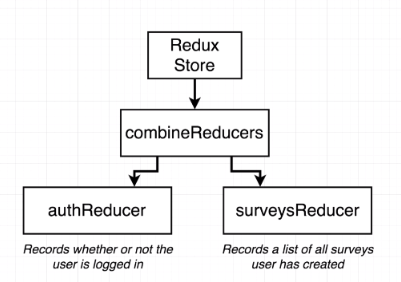 Redux
Store
combineReducers
authReducer
surveysReducer
Records whether or not the
user is logged in
Records a list of all surveys
user has created